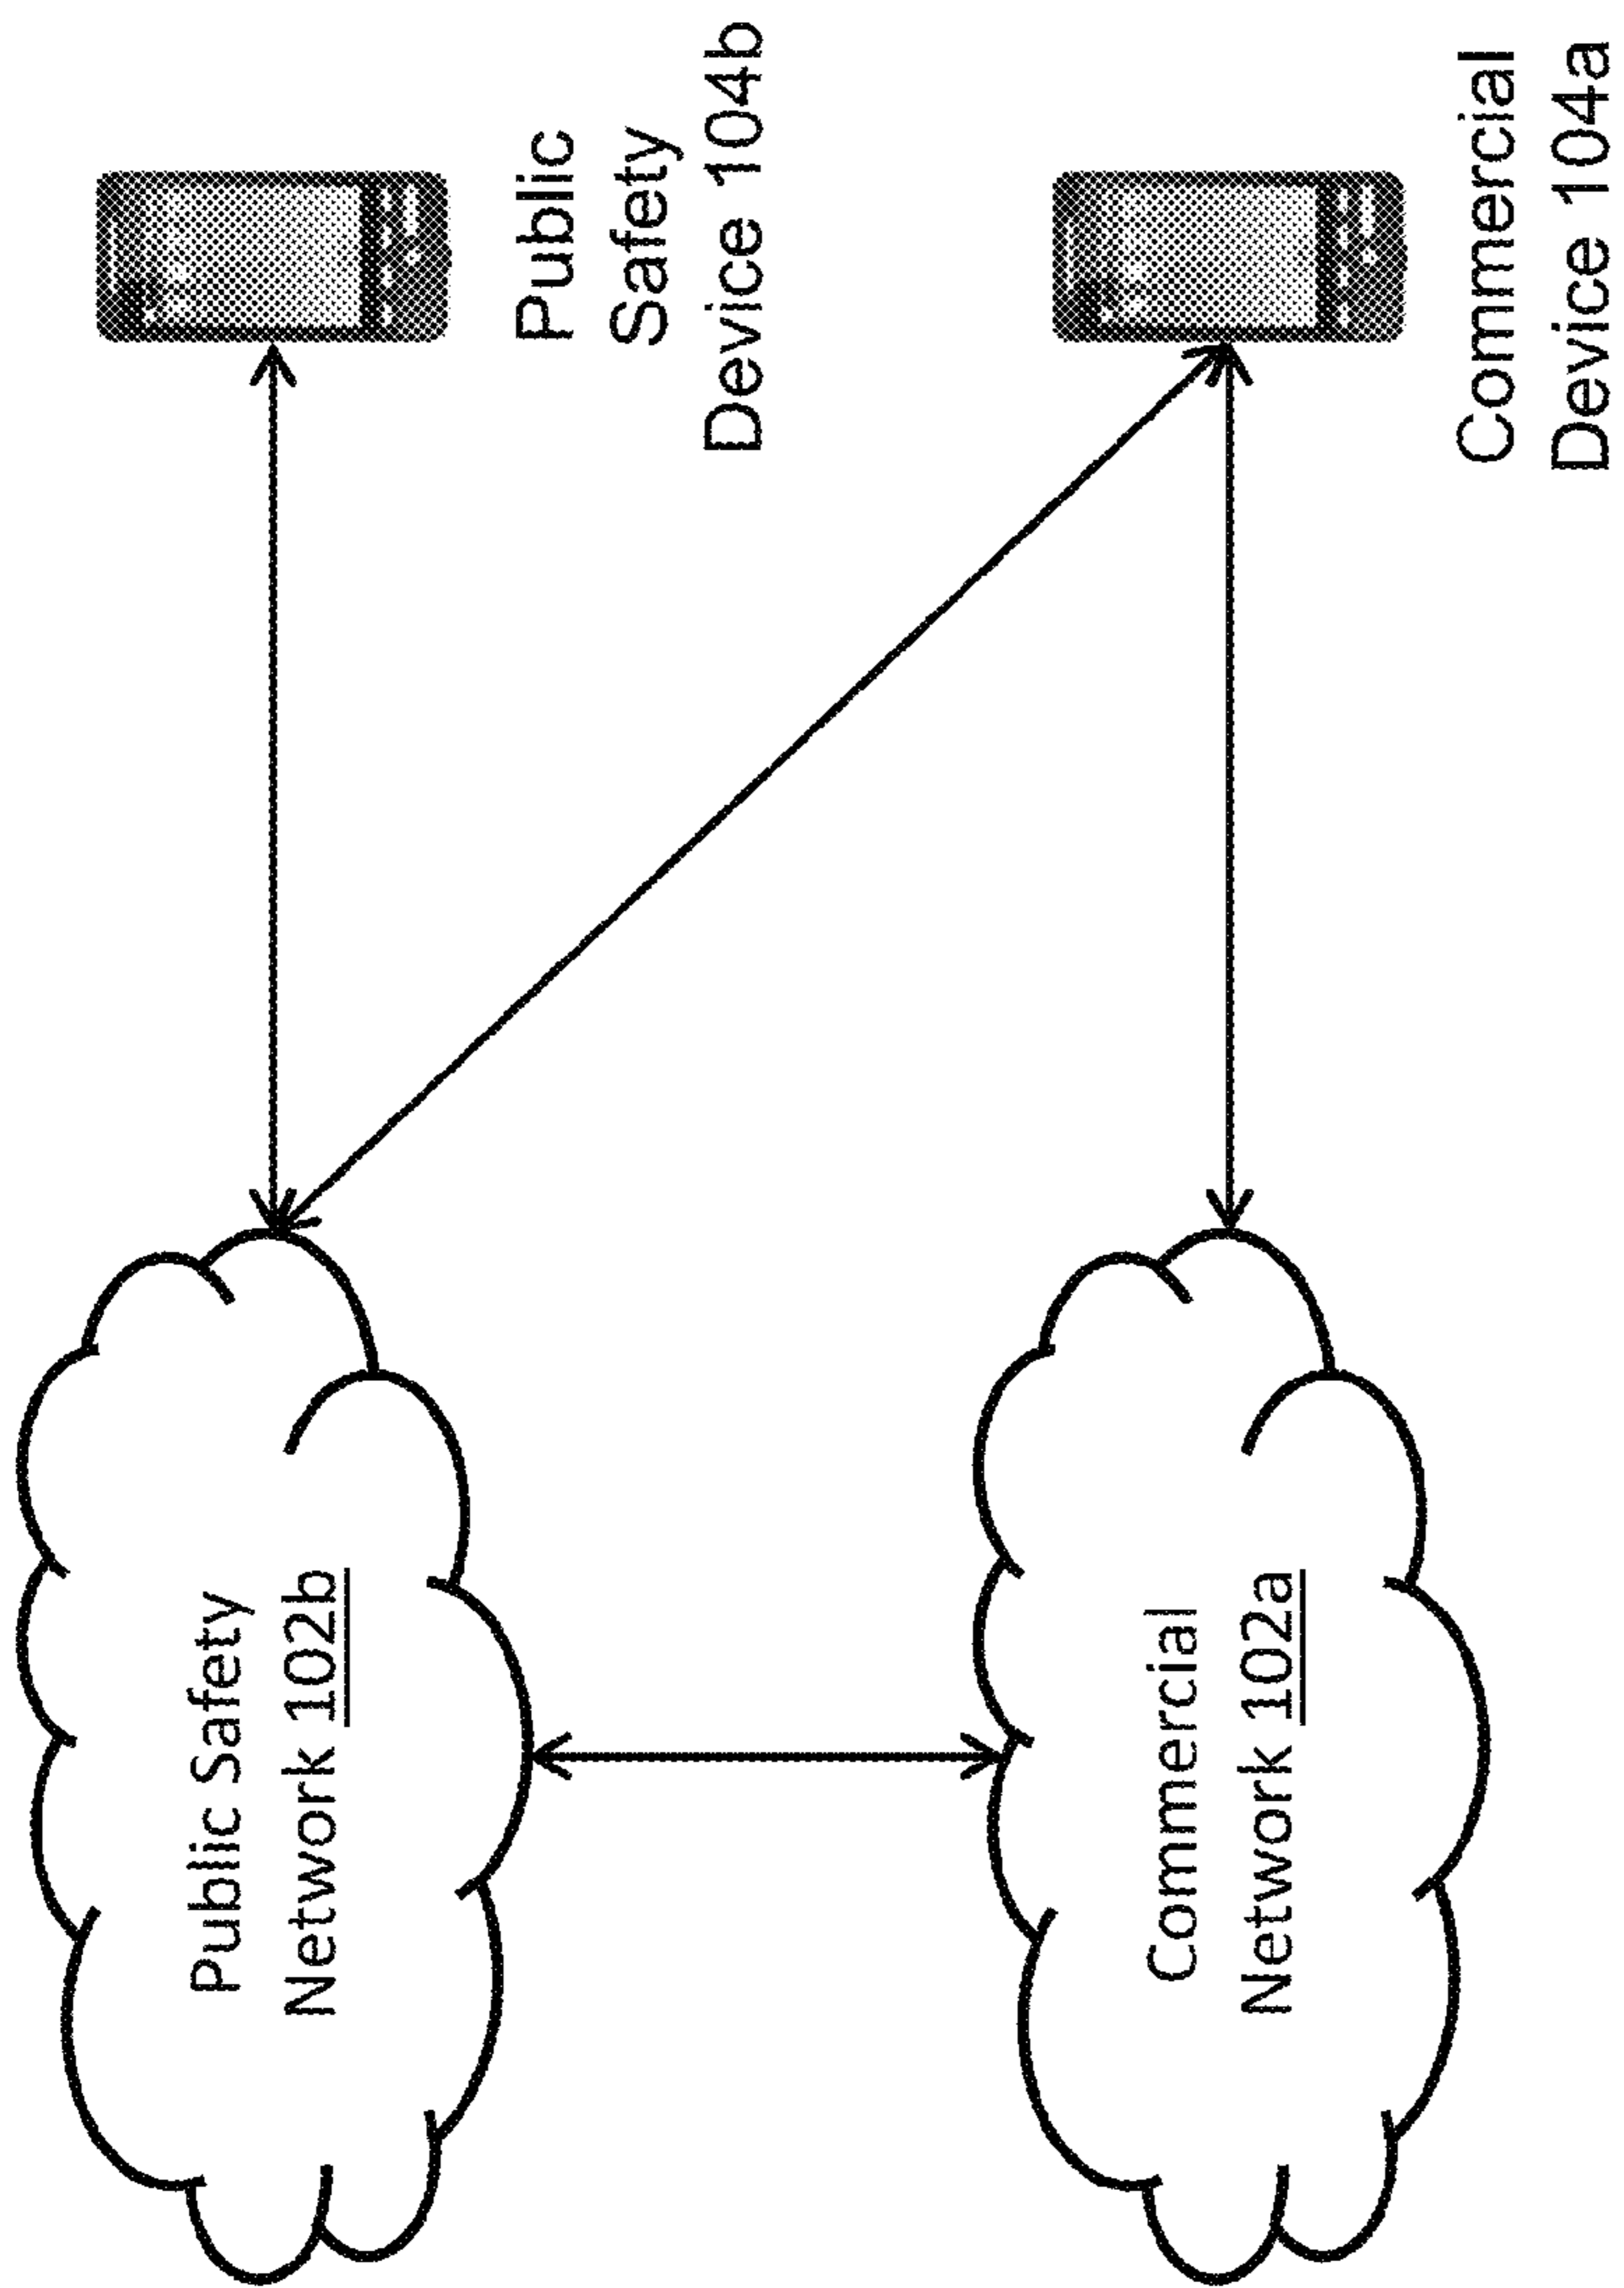 Public Safety
Network 102b
Public
Safety
Device 104b
Commercial
Network 102a
Commercial
Device 104a